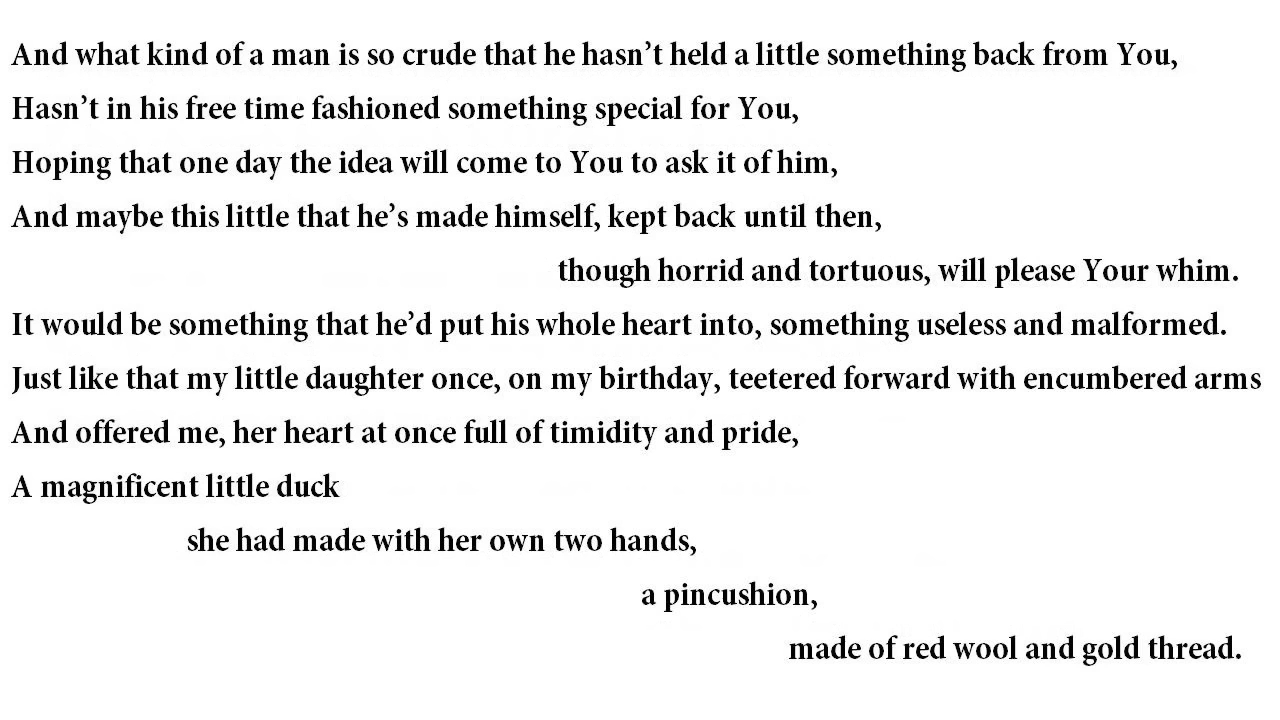 And what kind of a man is so crude that he hasn’t held a little something back from You,
Hasn’t in his free time fashioned something special for You,
Hoping that one day the idea will come to You to ask it of him,
And maybe this little that he’s made himself, kept back until then,
though horrid and tortuous, will please Your whim.
It would be something that he’d put his whole heart into, something useless and malformed.
Just like that my little daughter once, on my birthday, teetered forward with encumbered arms
And offered me, her heart at once full of timidity and pride,
A magnificent little duck
she had made with her own two hands,
a pincushion,
made of red wool and gold thread.